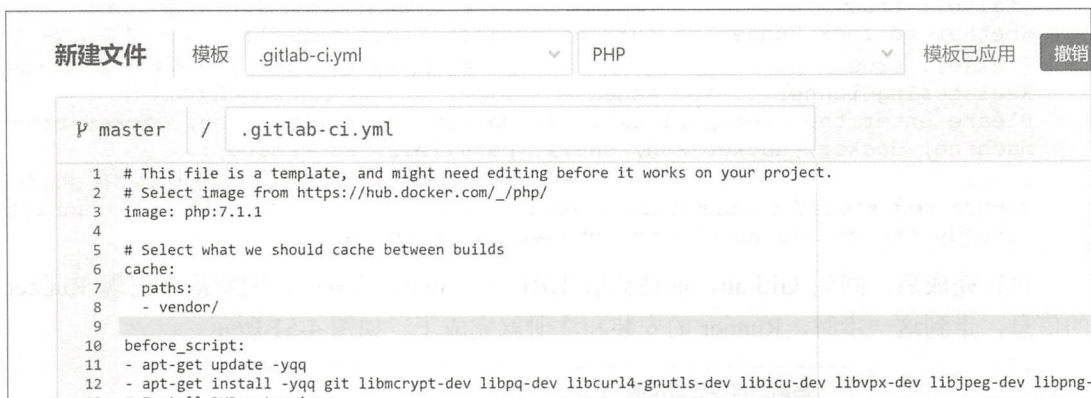 新建文件 模板 .gitlab-ci.yml PHP 模板已应用 撤销
master / .gitlab-ci.yml
1 # This file is a template, and might need editing before it works on your project.
2 # Select image from https://hub.docker.com/_/php/
3 image: php:7.1.1
4
5 # Select what we should cache between builds
6 cache:
7 paths:
8 - vendor/
9
10 before_script:
11 - apt-get update -yqq
12 - apt-get install -yqq git libmcrypt-dev libpq-dev libcurl4-gnutls-dev libicu-dev libvpx-dev libjpeg-dev libpng-